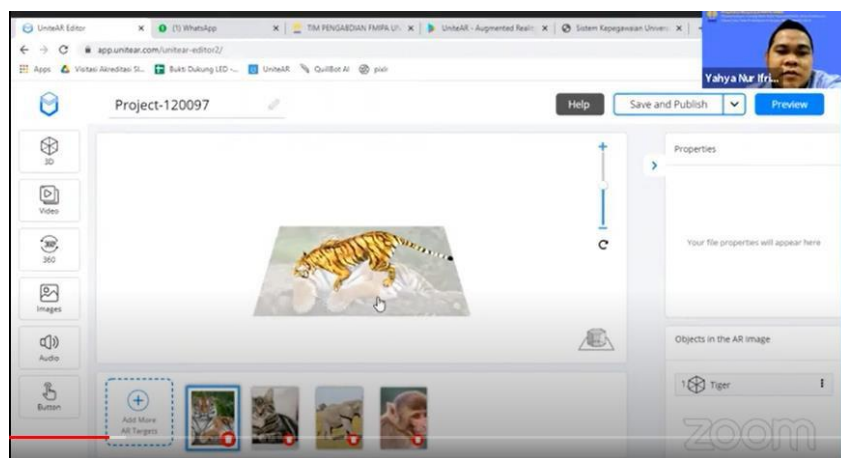 UniteAR Editor
(1) WhatsApp
TIM PENGABDIAN FMIPA UN
UniteAR - Augmented Realit
Sistem Kepegawaian Univers
app.unitear.com/unitear-editor2/
Apps
Visitasi Akreditasi S1...
Bukti Dukung LED -...
UniteAR
QuillBot AI
pixlr
Yahya Nur Ifri...
Project-120097
Help
Save and Publish
Preview
3D
Video
360
Images
Audio
Button
Properties
Your file properties will appear here
Objects in the AR image
1
Tiger
Add More
AR Targets
zoom